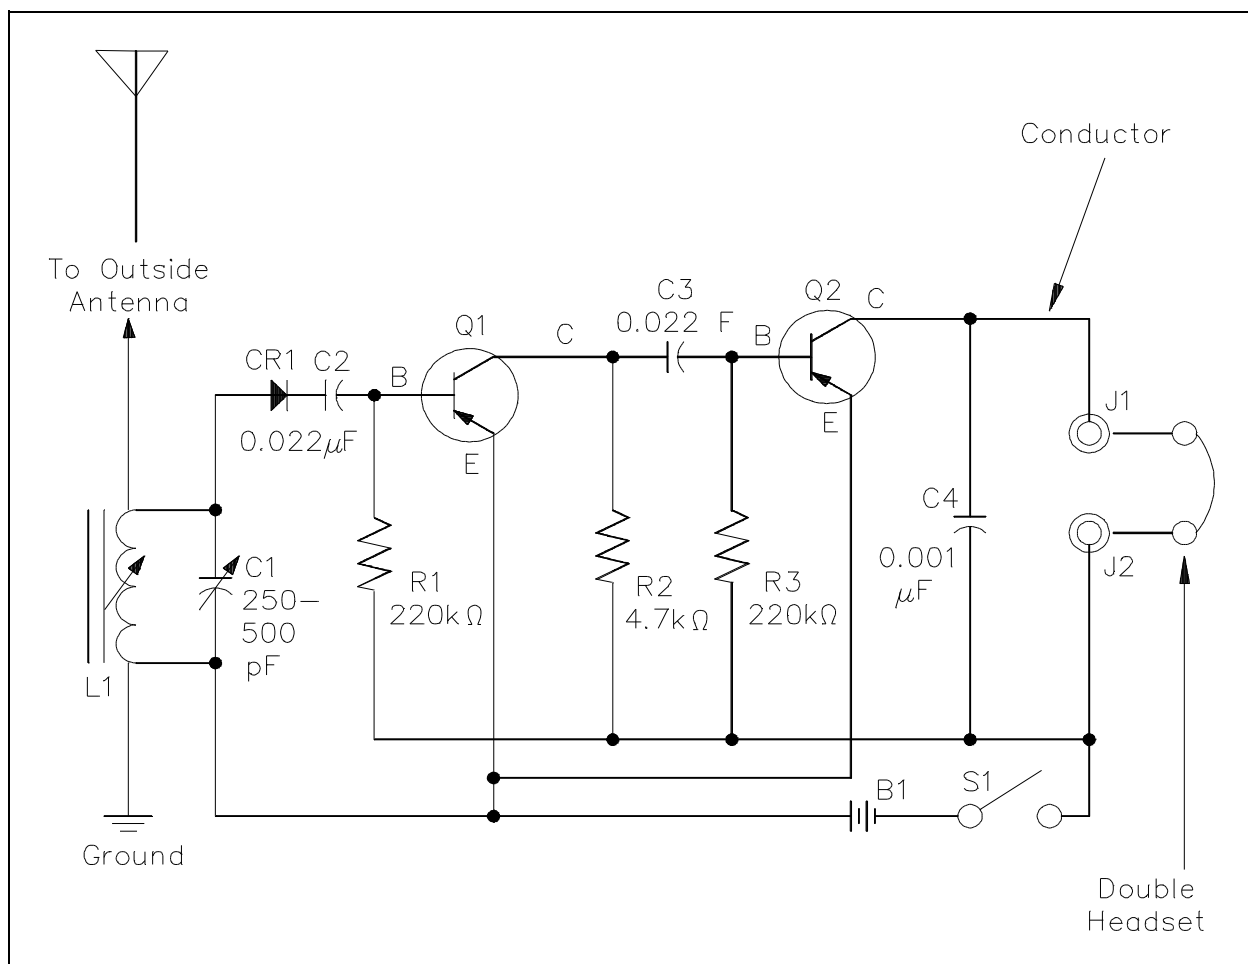 Conductor
To Outside
Antenna
C3
0.022 F
Q2
C
Q1
C
B
CR1
C2
B
0.022μF
E
E
J1
C4
0.001
μF
J2
C1
250-
500
pF
R1
220kΩ
R2
4.7kΩ
R3
220kΩ
L1
B1
S1
Ground
Double
Headset